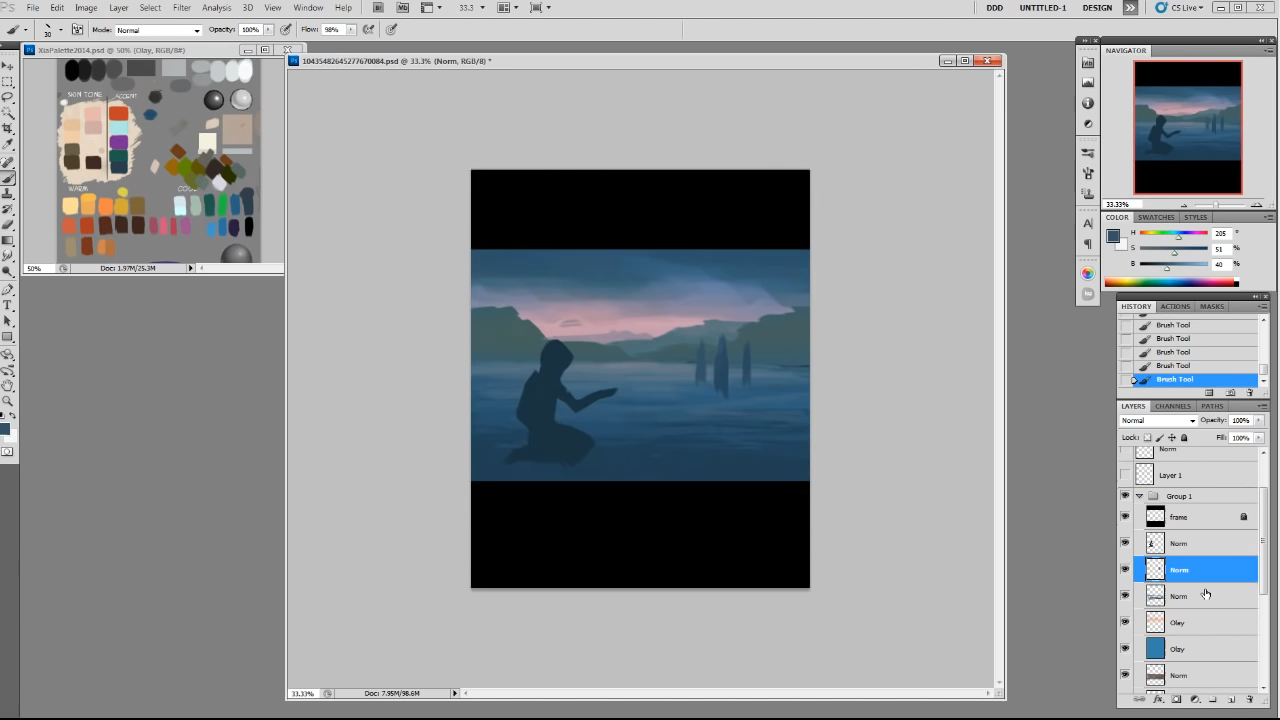 PS File Edit Image Layer Select Filter Analysis 3D View Window Help Br 33.3 DDD UNTITLED-1 DESIGN CS Live
30 Mode: Normal Opacity: 100% Flow: 98%
XiaPalette2014.psd @ 50% (Olay, RGB/8#)
SKIN TONE ACCENT
WARM
50% Doc: 1.97M/25.3M
10435482645277670084.psd @ 33.3% (Norm, RGB/8) *
33.33% Doc: 7.95M/98.6M
NAVIGATOR
33.33%
COLOR SWATCHES STYLES
H 205 °
S 51 %
B 40 %
HISTORY ACTIONS MASKS
Brush Tool
Brush Tool
Brush Tool
Brush Tool
Brush Tool
LAYERS CHANNELS PATHS
Normal Opacity: 100%
Lock: Fill: 100%
Norm
Layer 1
Group 1
frame
Norm
Norm
Norm
Olay
Olay
Norm